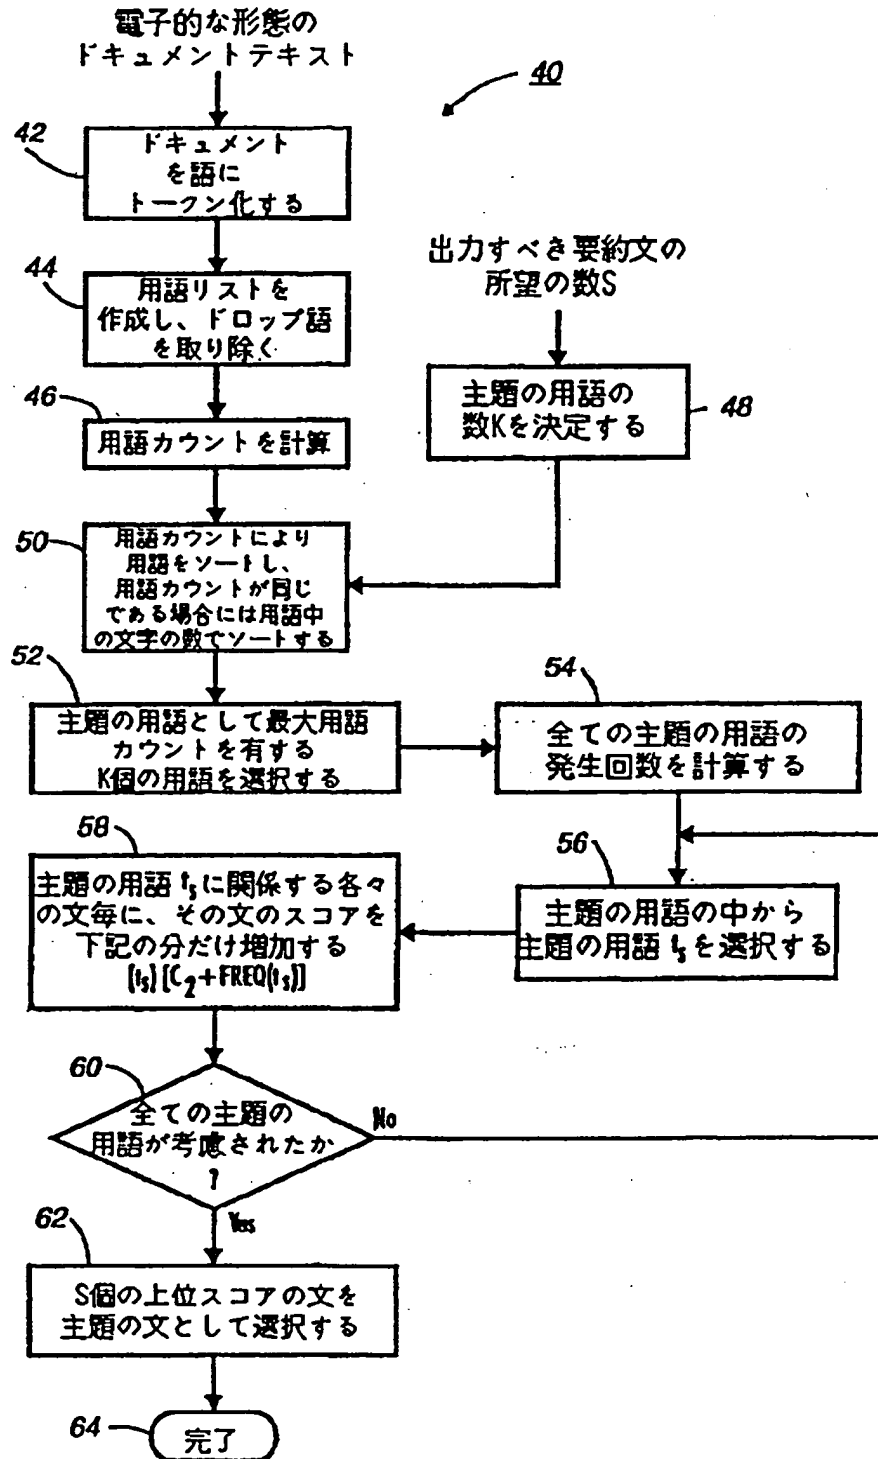 電子的な形態の
ドキュメントテキスト
40
42
ドキュメント
を語に
トークン化する
44
用語リストを
作成し、ドロップ語
を取り除く
46
用語カウントを計算
出力すべき要約文の
所望の数S
主題の用語の
数Kを決定する
48
50
用語カウントにより
用語をソートし、
用語カウントが同じ
である場合には用語中
の文字の数でソートする
52
主題の用語として最大用語
カウントを有する
K個の用語を選択する
54
全ての主題の用語の
発生回数を計算する
56
主題の用語の中から
主題の用語 tsを選択する
58
主題の用語 tsに関係する各々
の文毎に、その文のスコアを
下記の分だけ増加する
[ts][C2+FREQ(ts)]
60
全ての主題の
用語が考慮されたか
?
No
Yes
62
S個の上位スコアの文を
主題の文として選択する
64
完了